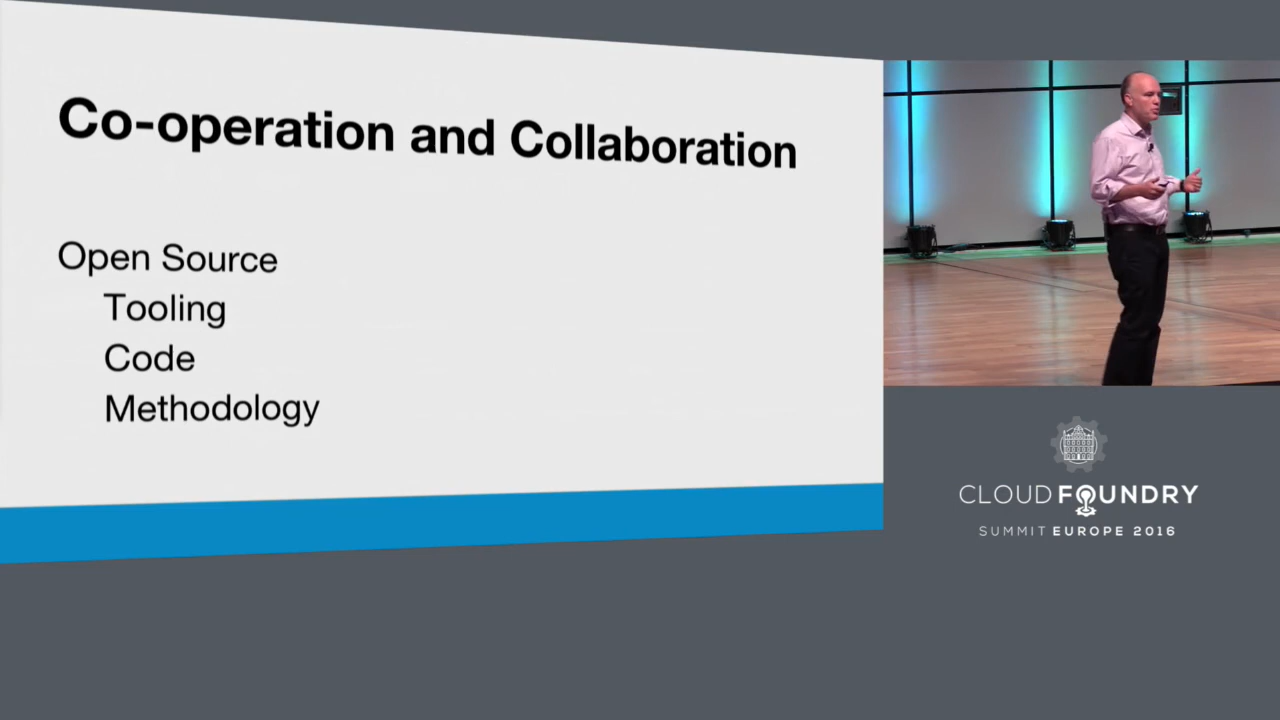 Co-operation and Collaboration
Open Source
Tooling
Code
Methodology
CLOUD FOUNDRY
SUMMIT EUROPE 2016